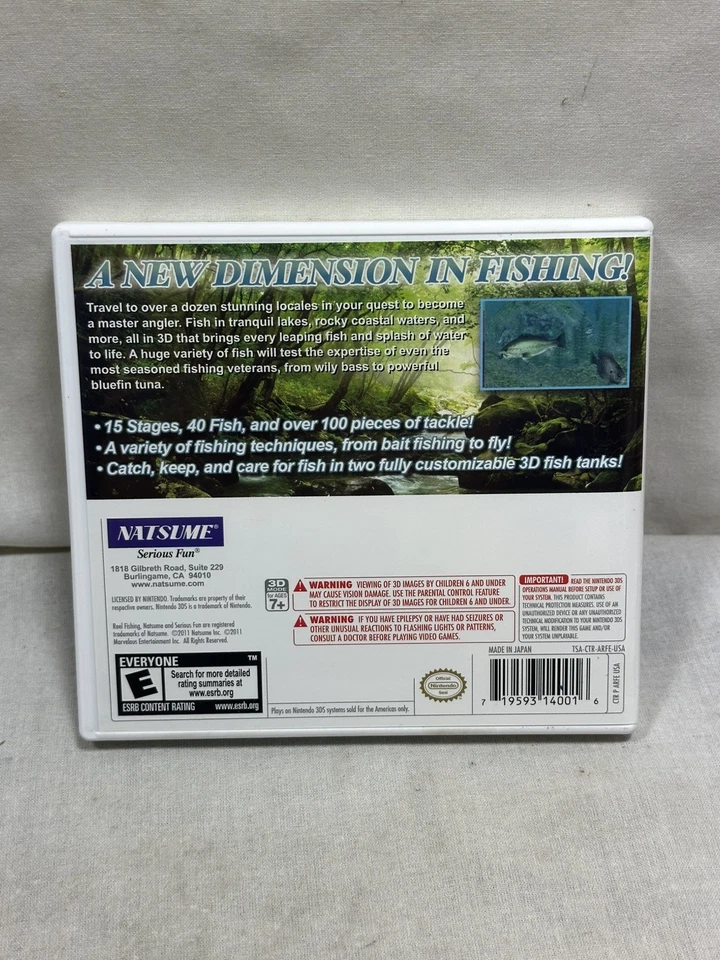 A NEW DIMENSION IN FISHING!
Travel to over a dozen stunning locales in your quest to become
a master angler. Fish in tranquil lakes, rocky coastal waters, and
more, all in 3D that brings every leaping fish and splash of water
to life. A huge variety of fish will test the expertise of even the
most seasoned fishing veterans, from wily bass to powerful
bluefin tuna.
• 15 Stages, 40 Fish, and over 100 pieces of tackle!
• A variety of fishing techniques, from bait fishing to fly!
• Catch, keep, and care for fish in two fully customizable 3D fish tanks!
NATSUME®
Serious Fun®
1818 Gilbreth Road, Suite 229
Burlingame, CA 94010
www.natsume.com
LICENSED BY NINTENDO. Trademarks are property of their
respective owners. Nintendo 3DS is a trademark of Nintendo.
Reel Fishing, Natsume and Serious Fun are registered
trademarks of Natsume. ©2011 Natsume Inc. ©2011
Marvelous Entertainment Inc. All Rights Reserved.
3D
MODE
for AGES
7+
WARNING VIEWING OF 3D IMAGES BY CHILDREN 6 AND UNDER
MAY CAUSE VISION DAMAGE. USE THE PARENTAL CONTROL FEATURE
TO RESTRICT THE DISPLAY OF 3D IMAGES FOR CHILDREN 6 AND UNDER.
WARNING IF YOU HAVE EPILEPSY OR HAVE HAD SEIZURES OR
OTHER UNUSUAL REACTIONS TO FLASHING LIGHTS OR PATTERNS,
CONSULT A DOCTOR BEFORE PLAYING VIDEO GAMES.
IMPORTANT! READ THE NINTENDO 3DS
OPERATIONS MANUAL BEFORE SETUP OR USE OF
YOUR SYSTEM. THIS PRODUCT CONTAINS
TECHNICAL PROTECTION MEASURES. USE OF AN
UNAUTHORIZED DEVICE OR ANY UNAUTHORIZED
TECHNICAL MODIFICATION TO YOUR NINTENDO 3DS
SYSTEM, WILL RENDER THIS GAME AND/OR
YOUR SYSTEM UNPLAYABLE.
EVERYONE ™
E
Search for more detailed
rating summaries at
www.esrb.org
ESRB CONTENT RATING www.esrb.org
Plays on Nintendo 3DS systems sold for the Americas only.
Official
Nintendo
Seal
MADE IN JAPAN TSA-CTR-ARFE-USA
7 19593 14001 6
CTR P ARFE USA